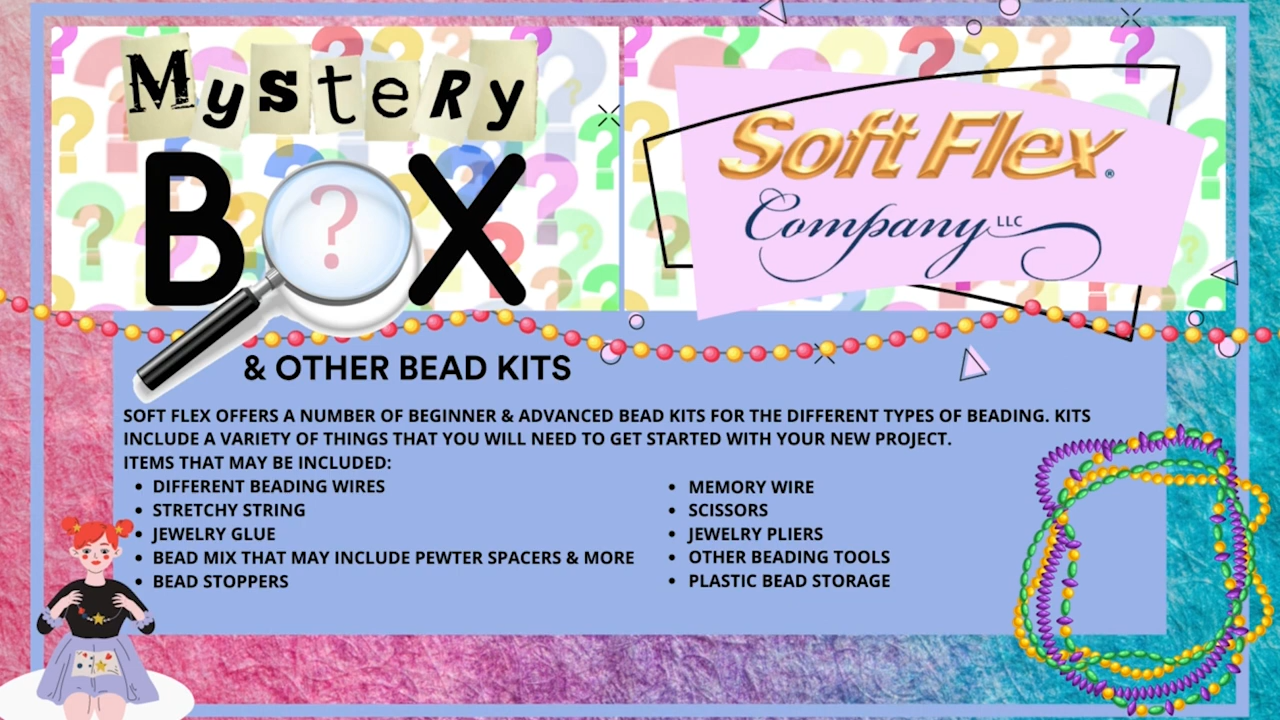 MysteRy
BOX
?
Soft Flex®
Company LLC
& OTHER BEAD KITS
SOFT FLEX OFFERS A NUMBER OF BEGINNER & ADVANCED BEAD KITS FOR THE DIFFERENT TYPES OF BEADING. KITS
INCLUDE A VARIETY OF THINGS THAT YOU WILL NEED TO GET STARTED WITH YOUR NEW PROJECT.
ITEMS THAT MAY BE INCLUDED:
• DIFFERENT BEADING WIRES
• STRETCHY STRING
• JEWELRY GLUE
• BEAD MIX THAT MAY INCLUDE PEWTER SPACERS & MORE
• BEAD STOPPERS
• MEMORY WIRE
• SCISSORS
• JEWELRY PLIERS
• OTHER BEADING TOOLS
• PLASTIC BEAD STORAGE